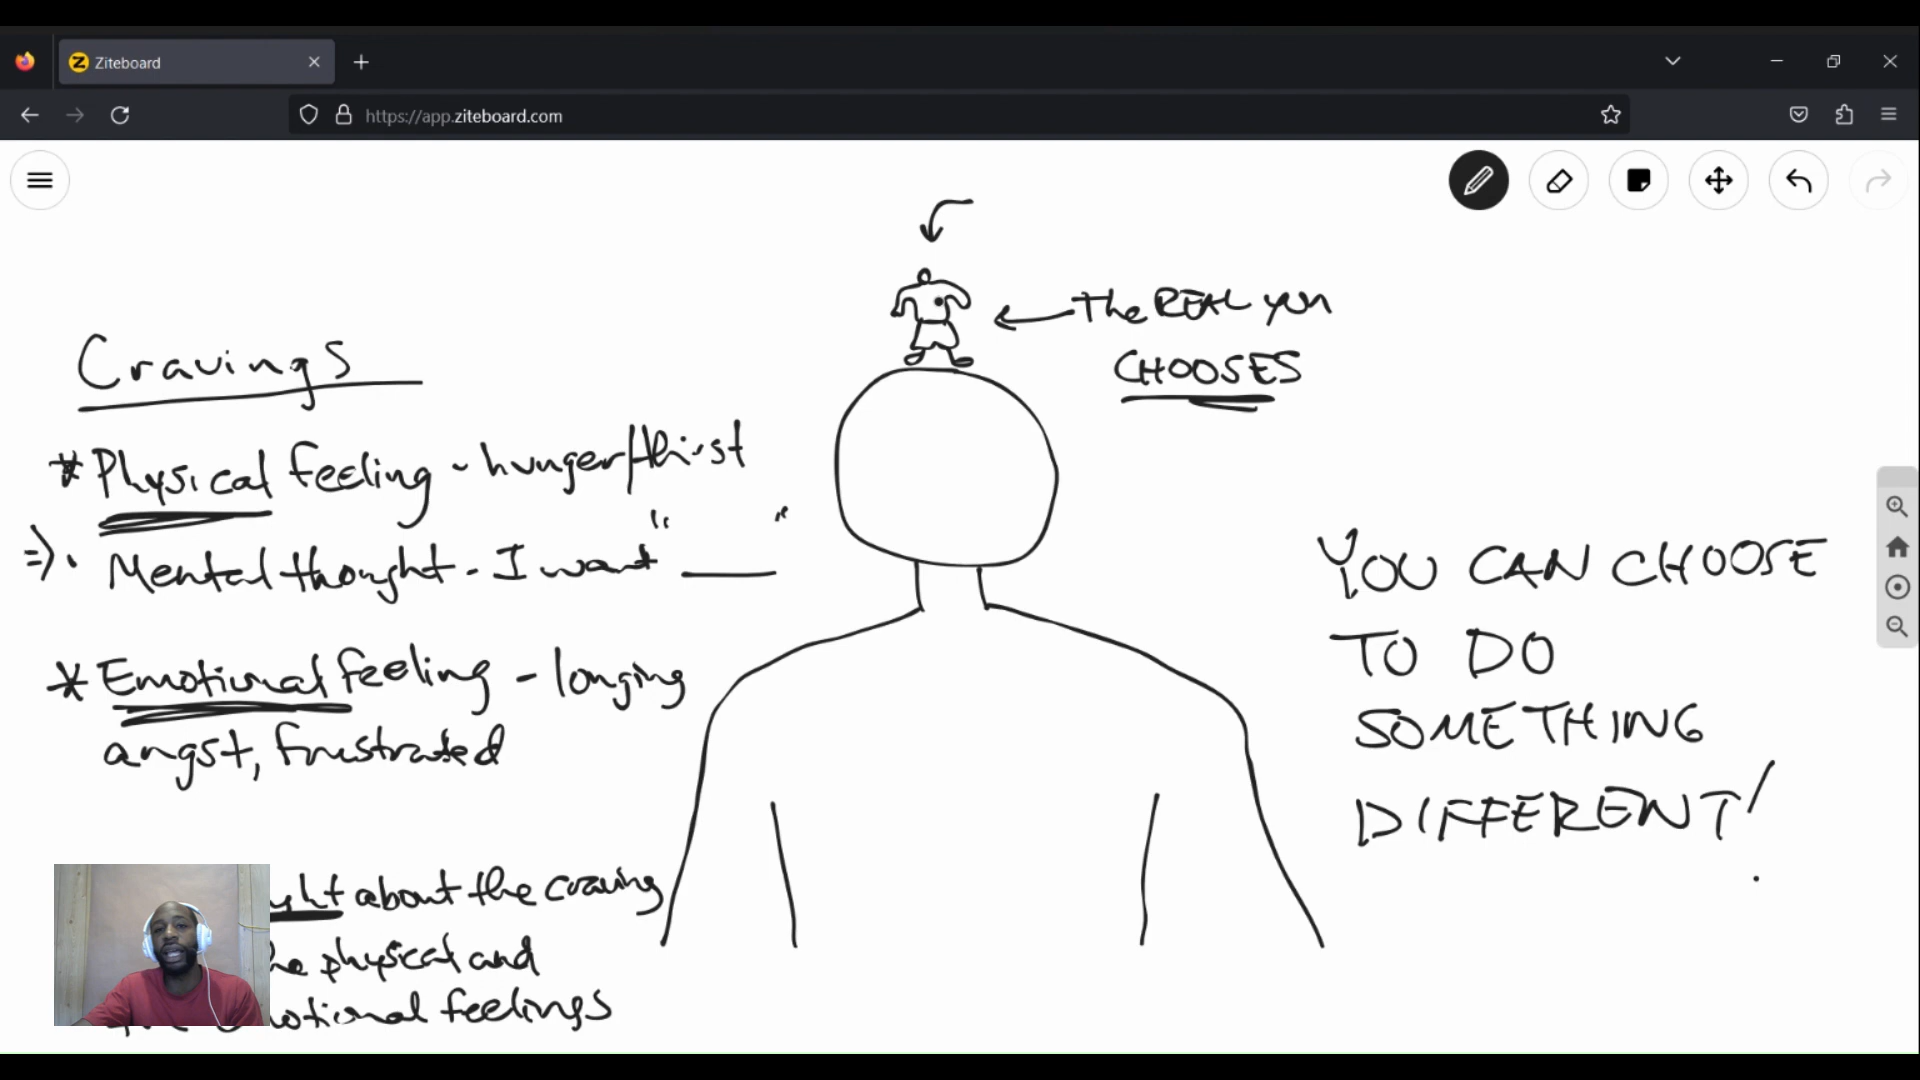 Ziteboard
https://app.ziteboard.com
The REAL you
CHOOSES
Cravings
* Physical feeling - hunger/thirst
=> • Mental thought - I want "____"
* Emotional feeling - longing
angst, frustrated
about the craving
physical and
feelings
YOU CAN CHOOSE
TO DO
SOMETHING
DIFFERENT!